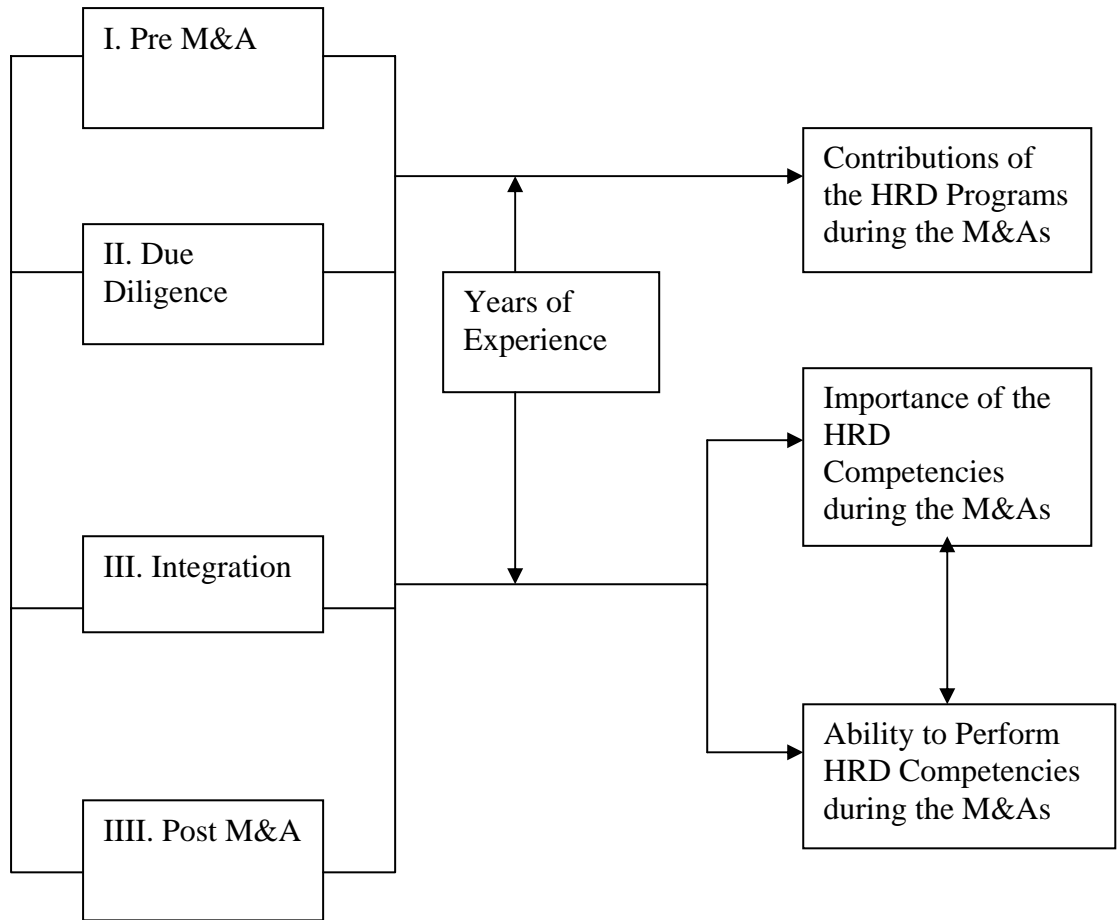 I. Pre M&A
II. Due
Diligence
III. Integration
IIII. Post M&A
Years of
Experience
Contributions of
the HRD Programs
during the M&As
Importance of the
HRD
Competencies
during the M&As
Ability to Perform
HRD Competencies
during the M&As